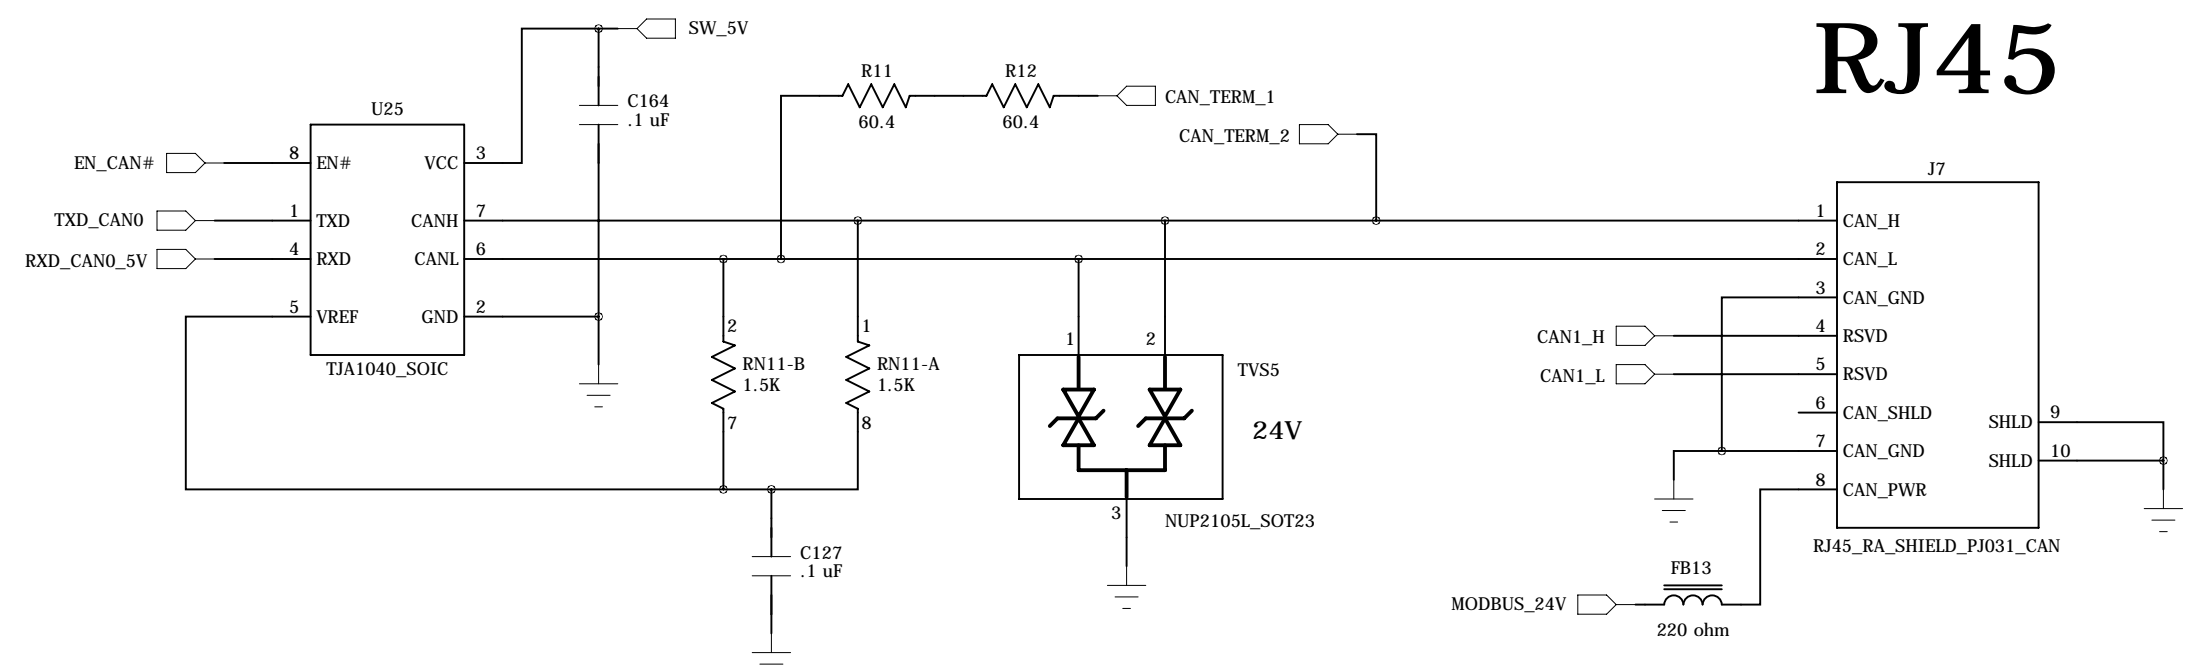 RJ45
SW_5V
R11
R12
C164
.1 uF
CAN_TERM_1
60.4
60.4
U25
CAN_TERM_2
EN_CAN#
8
EN#
VCC
3
J7
TXD_CAN0
1
TXD
CANH
7
1
CAN_H
RXD_CAN0_5V
4
RXD
CANL
6
2
CAN_L
5
VREF
GND
2
3
CAN_GND
TJA1040_SOIC
2
1
1
2
CAN1_H
4
RSVD
RN11-B
1.5K
RN11-A
1.5K
TVS5
CAN1_L
5
RSVD
7
8
24V
6
CAN_SHLD
SHLD
9
7
CAN_GND
SHLD
10
8
CAN_PWR
3
NUP2105L_SOT23
RJ45_RA_SHIELD_PJ031_CAN
C127
.1 uF
FB13
MODBUS_24V
220 ohm